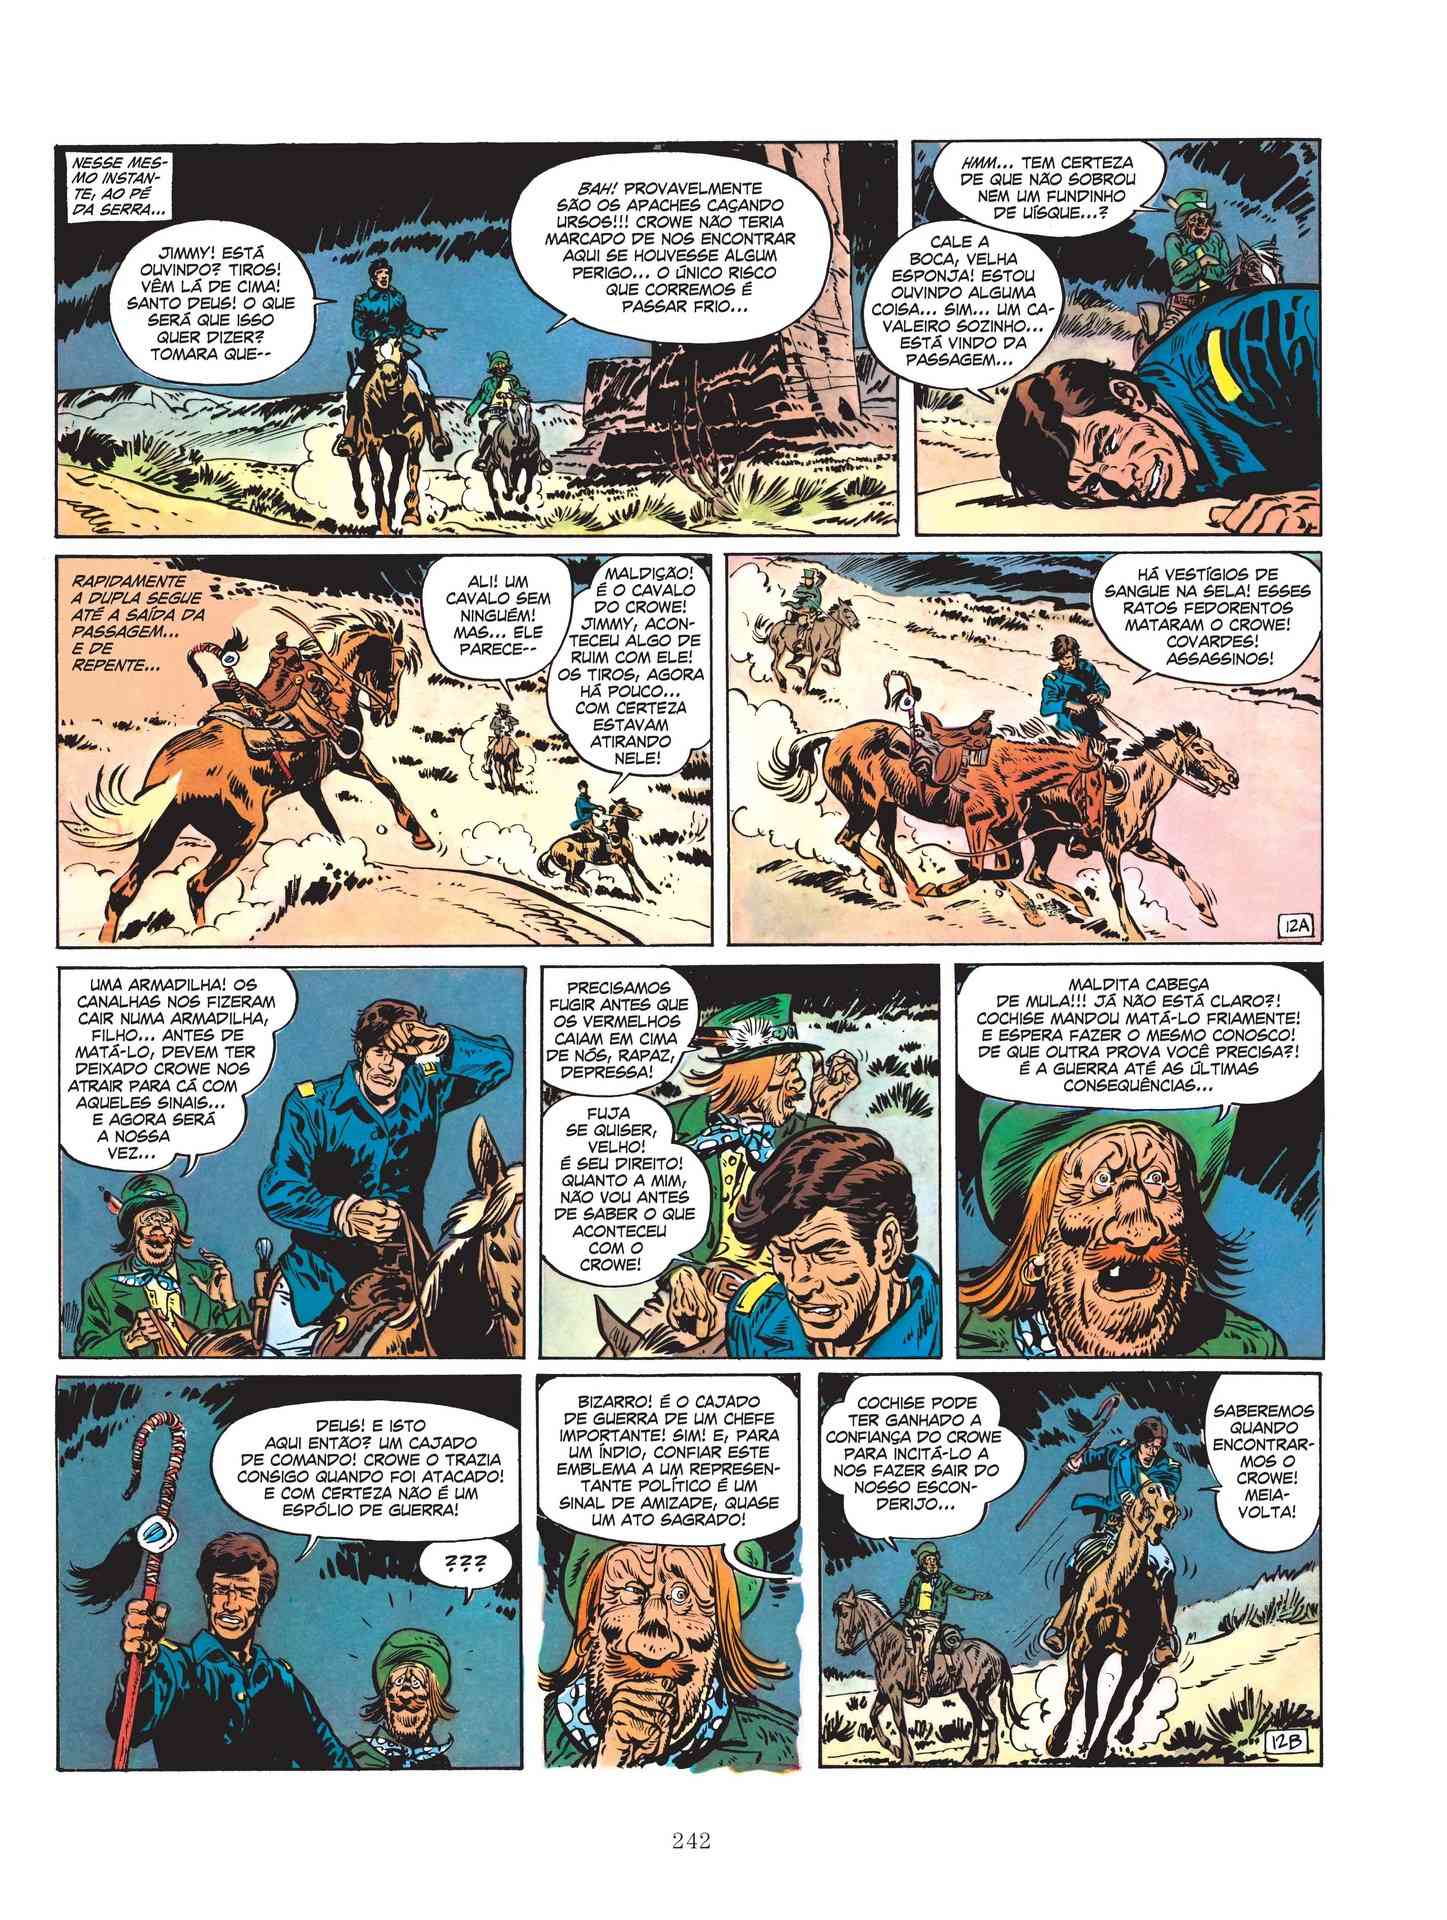 NESSE MES-
MO INSTAN-
TE, AO PÉ
DA SERRA...
JIMMY! ESTÁ
OUVINDO? TIROS!
VÊM LÁ DE CIMA!
SANTO DEUS! O QUE
SERÁ QUE ISSO
QUER DIZER?
TOMARA QUE--
BAH! PROVAVELMENTE
SÃO OS APACHES CAÇANDO
URSOS!!! CROWE NÃO TERIA
MARCADO DE NOS ENCONTRAR
AQUI SE HOUVESSE ALGUM
PERIGO... O ÚNICO RISCO
QUE CORREMOS É
PASSAR FRIO...
HMM... TEM CERTEZA
DE QUE NÃO SOBROU
NEM UM FUNDINHO
DE UÍSQUE...?
CALE A
BOCA, VELHA
ESPONJA! ESTOU
OUVINDO ALGUMA
COISA... SIM... UM CA-
VALEIRO SOZINHO...
ESTÁ VINDO DA
PASSAGEM...
RAPIDAMENTE
A DUPLA SEGUE
ATÉ A SAÍDA DA
PASSAGEM...
E DE
REPENTE...
ALI! UM
CAVALO SEM
NINGUÉM!
MAS... ELE
PARECE--
MALDIÇÃO!
É O CAVALO
DO CROWE!
JIMMY, ACON-
TECEU ALGO DE
RUIM COM ELE!
OS TIROS, AGORA
HÁ POUCO...
COM CERTEZA
ESTAVAM
ATIRANDO
NELE!
HÁ VESTÍGIOS DE
SANGUE NA SELA! ESSES
RATOS FEDORENTOS
MATARAM O CROWE!
COVARDES!
ASSASSINOS!
12A
UMA ARMADILHA! OS
CANALHAS NOS FIZERAM
CAIR NUMA ARMADILHA,
FILHO... ANTES DE
MATÁ-LO, DEVEM TER
DEIXADO CROWE NOS
ATRAIR PARA CÁ COM
AQUELES SINAIS...
E AGORA SERÁ
A NOSSA
VEZ...
PRECISAMOS
FUGIR ANTES QUE
OS VERMELHOS
CAIAM EM CIMA
DE NÓS, RAPAZ,
DEPRESSA!
FUJA
SE QUISER,
VELHO!
É SEU DIREITO!
QUANTO A MIM,
NÃO VOU ANTES
DE SABER O QUE
ACONTECEU
COM O
CROWE!
MALDITA CABEÇA
DE MULA!!! JÁ NÃO ESTÁ CLARO?!
COCHISE MANDOU MATÁ-LO FRIAMENTE!
E ESPERA FAZER O MESMO CONOSCO!
DE QUE OUTRA PROVA VOCÊ PRECISA?!
É A GUERRA ATÉ AS ÚLTIMAS
CONSEQUÊNCIAS...
DEUS! E ISTO
AQUI ENTÃO? UM CAJADO
DE COMANDO! CROWE O TRAZIA
CONSIGO QUANDO FOI ATACADO!
E COM CERTEZA NÃO É UM
ESPÓLIO DE GUERRA!
???
BIZARRO! É O CAJADO
DE GUERRA DE UM CHEFE
IMPORTANTE! SIM! E, PARA
UM ÍNDIO, CONFIAR ESTE
EMBLEMA A UM REPRESEN-
TANTE POLÍTICO É UM
SINAL DE AMIZADE, QUASE
UM ATO SAGRADO!
COCHISE PODE
TER GANHADO A
CONFIANÇA DO CROWE
PARA INCITÁ-LO A
NOS FAZER SAIR DO
NOSSO ESCON-
DERIJO...
SABEREMOS
QUANDO
ENCONTRAR-
MOS O
CROWE!
MEIA-
VOLTA!
12B
242